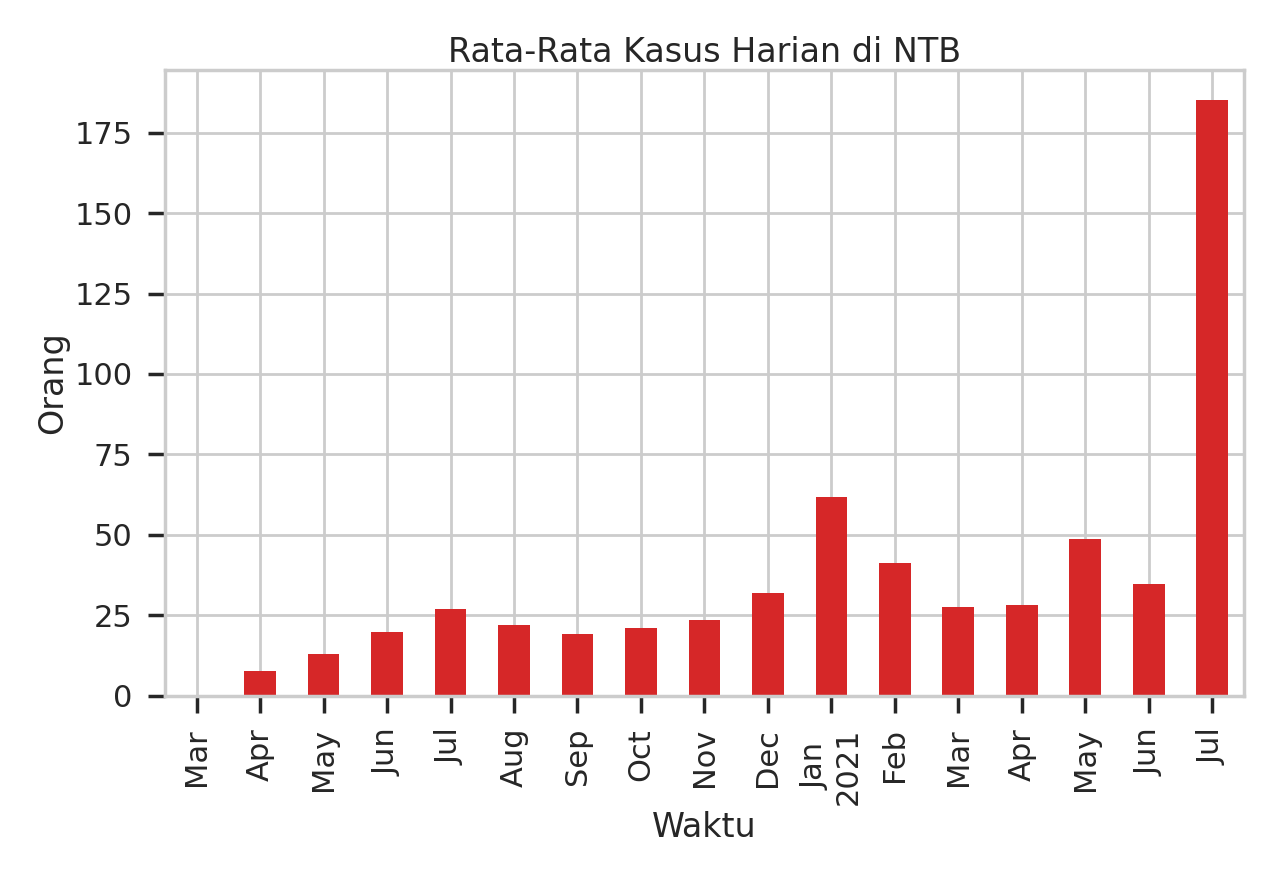 Rata-Rata Kasus Harian di NTB
175
150
125
100
75
50
25
0
Orang
Mar
Apr
May
Jun
Jul
Aug
Sep
Oct
Nov
Dec
Jan
2021
Feb
Mar
Apr
May
Jun
Jul
Waktu